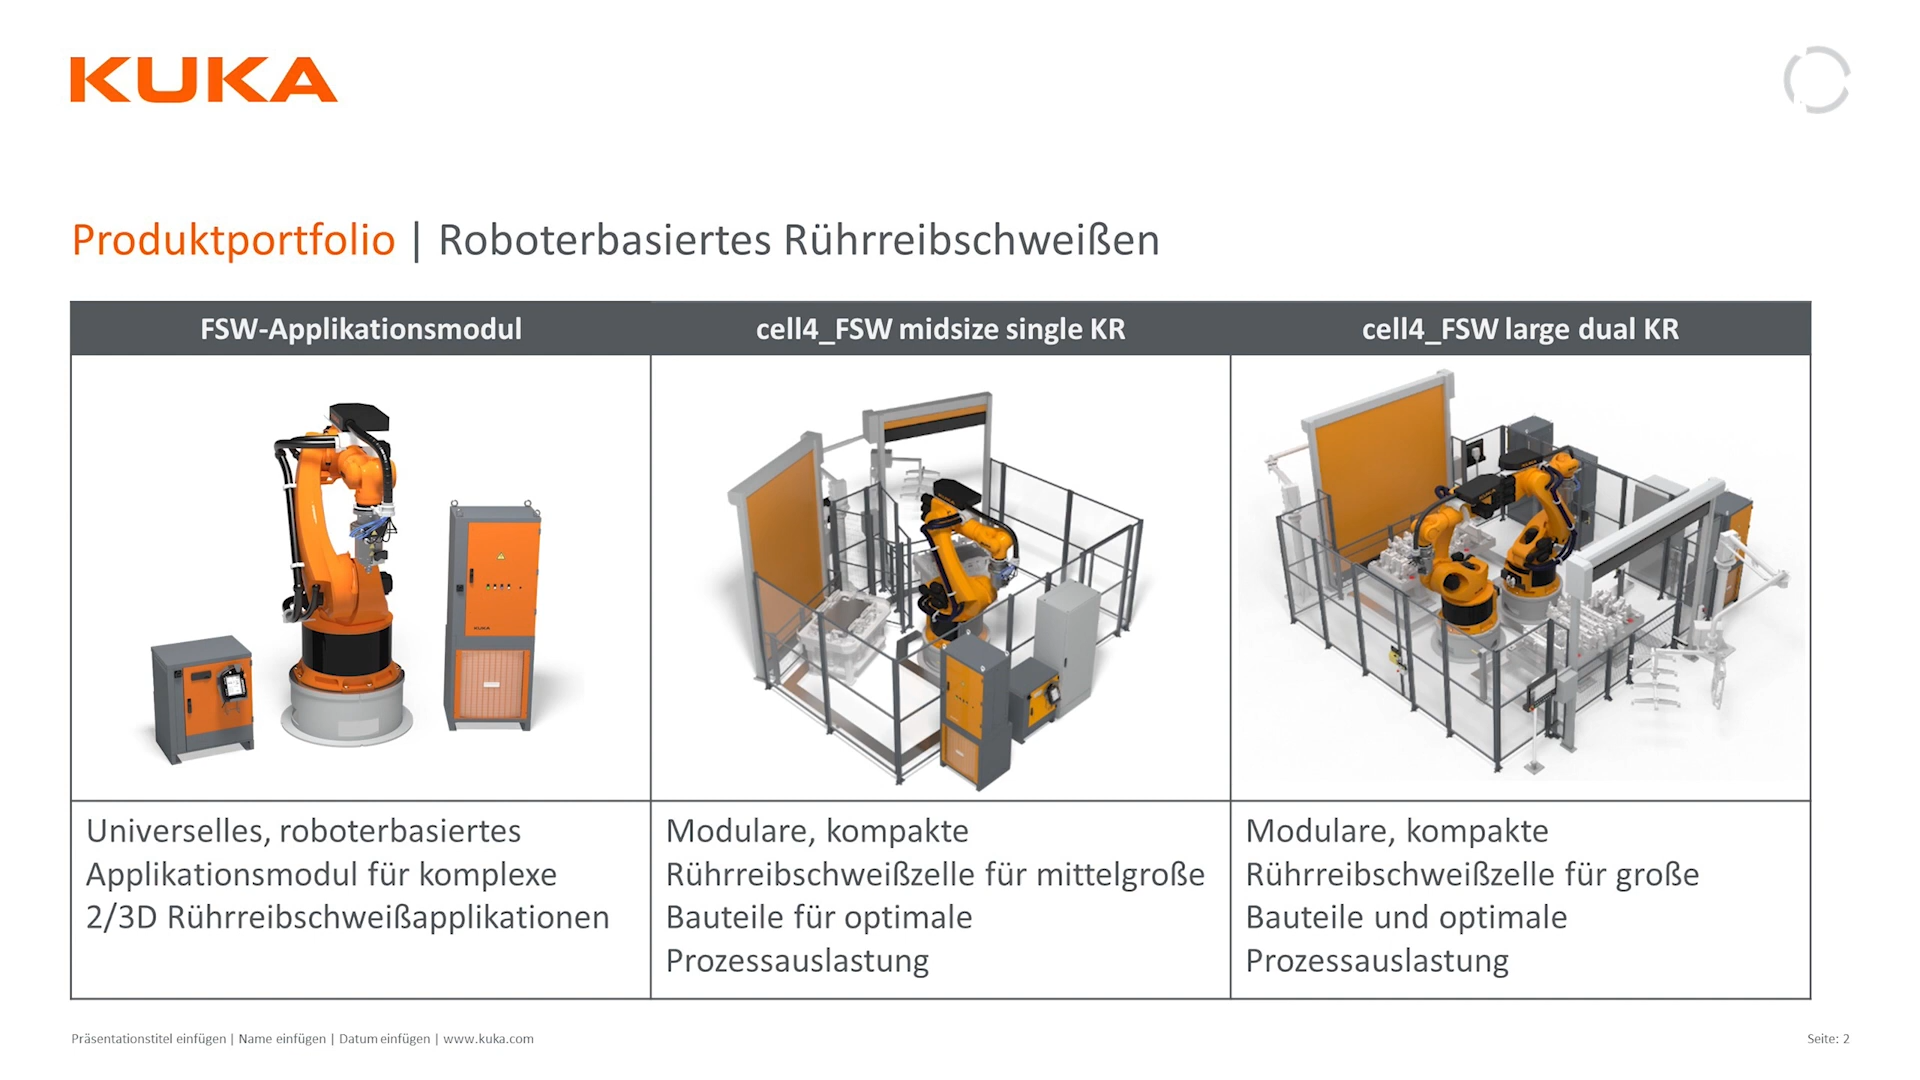 KUKA
Produktportfolio | Roboterbasiertes Rührreibschweißen
FSW-Applikationsmodul
cell4_FSW midsize single KR
cell4_FSW large dual KR
KUKA
Universelles, roboterbasiertes
Applikationsmodul für komplexe
2/3D Rührreibschweißapplikationen
Modulare, kompakte
Rührreibschweißzelle für mittelgroße
Bauteile für optimale
Prozessauslastung
Modulare, kompakte
Rührreibschweißzelle für große
Bauteile und optimale
Prozessauslastung
Präsentationstitel einfügen | Name einfügen | Datum einfügen | www.kuka.com
Seite: 2